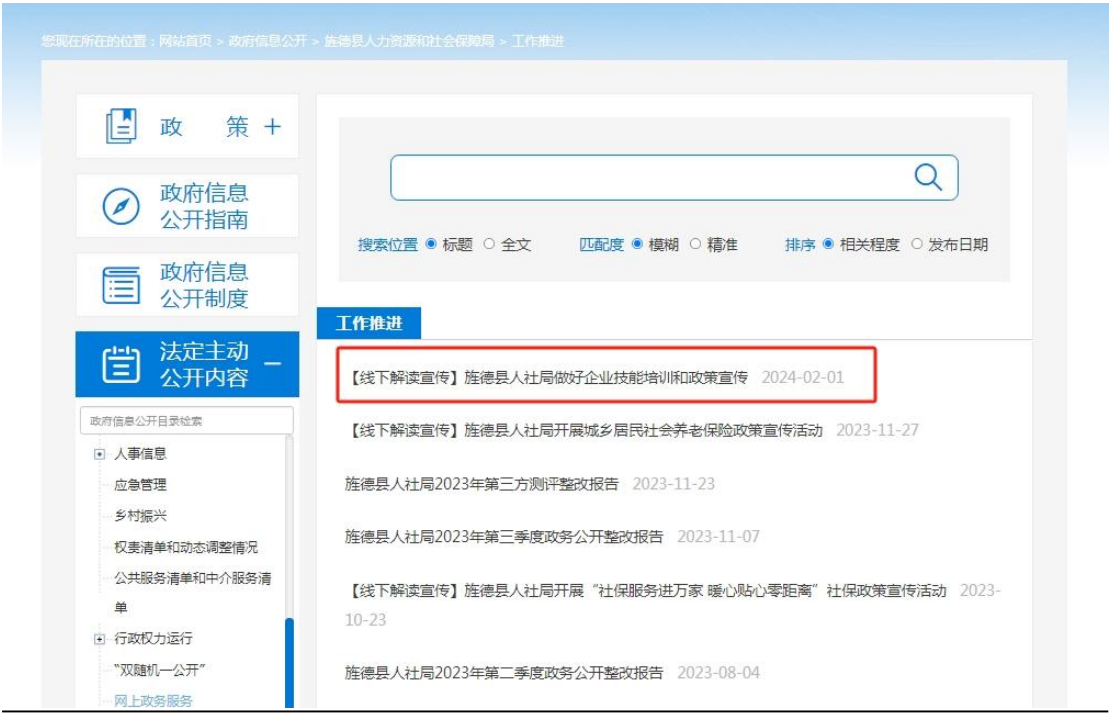 您现在所在的位置：网站首页 > 政府信息公开 > 旌德县人力资源和社会保障局 > 工作推进
政 策 +
政府信息
公开指南
政府信息
公开制度
法定主动
公开内容
政府信息公开目录检索
人事信息
应急管理
乡村振兴
权责清单和动态调整情况
公共服务清单和中介服务清
单
行政权力运行
“双随机一公开”
网上政务服务
搜索位置 标题 全文 匹配度 模糊 精准 排序 相关程度 发布日期
工作推进
【线下解读宣传】旌德县人社局做好企业技能培训和政策宣传 2024-02-01
【线下解读宣传】旌德县人社局开展城乡居民社会养老保险政策宣传活动 2023-11-27
旌德县人社局2023年第三方测评整改报告 2023-11-23
旌德县人社局2023年第三季度政务公开整改报告 2023-11-07
【线下解读宣传】旌德县人社局开展“社保服务进万家 暖心贴心零距离”社保政策宣传活动 2023-
10-23
旌德县人社局2023年第二季度政务公开整改报告 2023-08-04